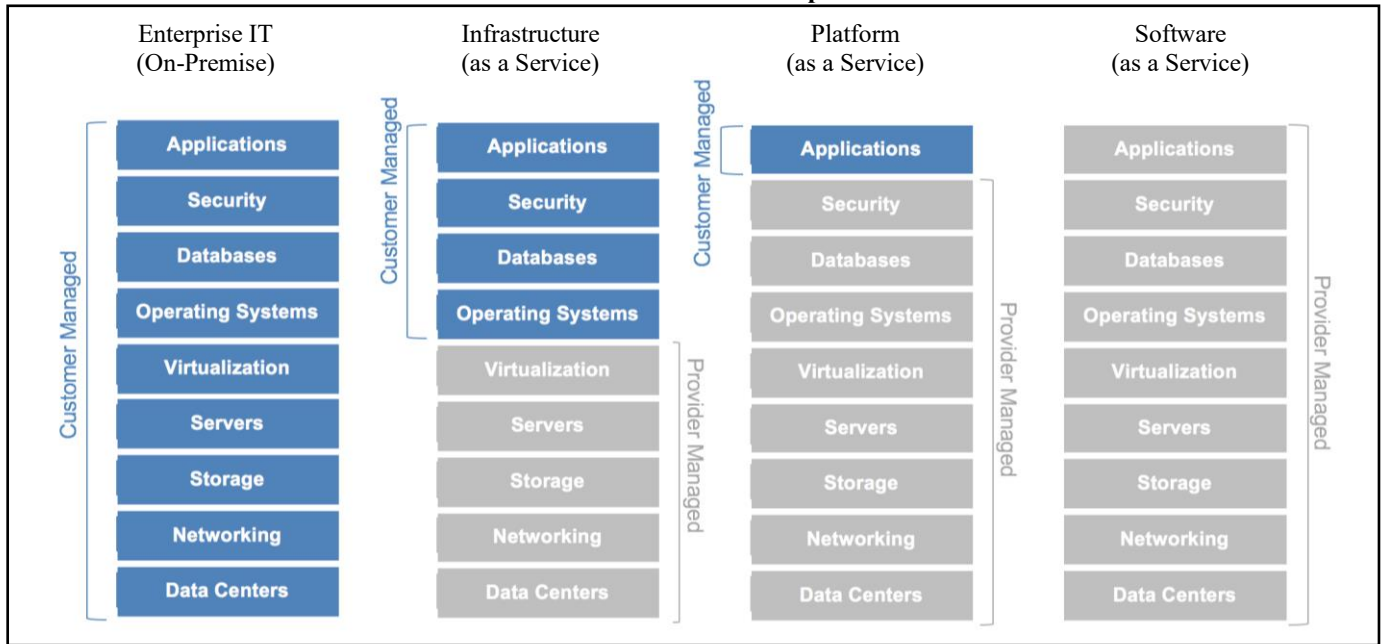 Enterprise IT
(On-Premise)
Customer Managed
Applications
Security
Databases
Operating Systems
Virtualization
Servers
Storage
Networking
Data Centers
Infrastructure
(as a Service)
Customer Managed
Applications
Security
Databases
Operating Systems
Virtualization
Servers
Storage
Networking
Data Centers
Provider Managed
Platform
(as a Service)
Customer Managed
Applications
Security
Databases
Operating Systems
Virtualization
Servers
Storage
Networking
Data Centers
Provider Managed
Software
(as a Service)
Applications
Security
Databases
Operating Systems
Virtualization
Servers
Storage
Networking
Data Centers
Provider Managed